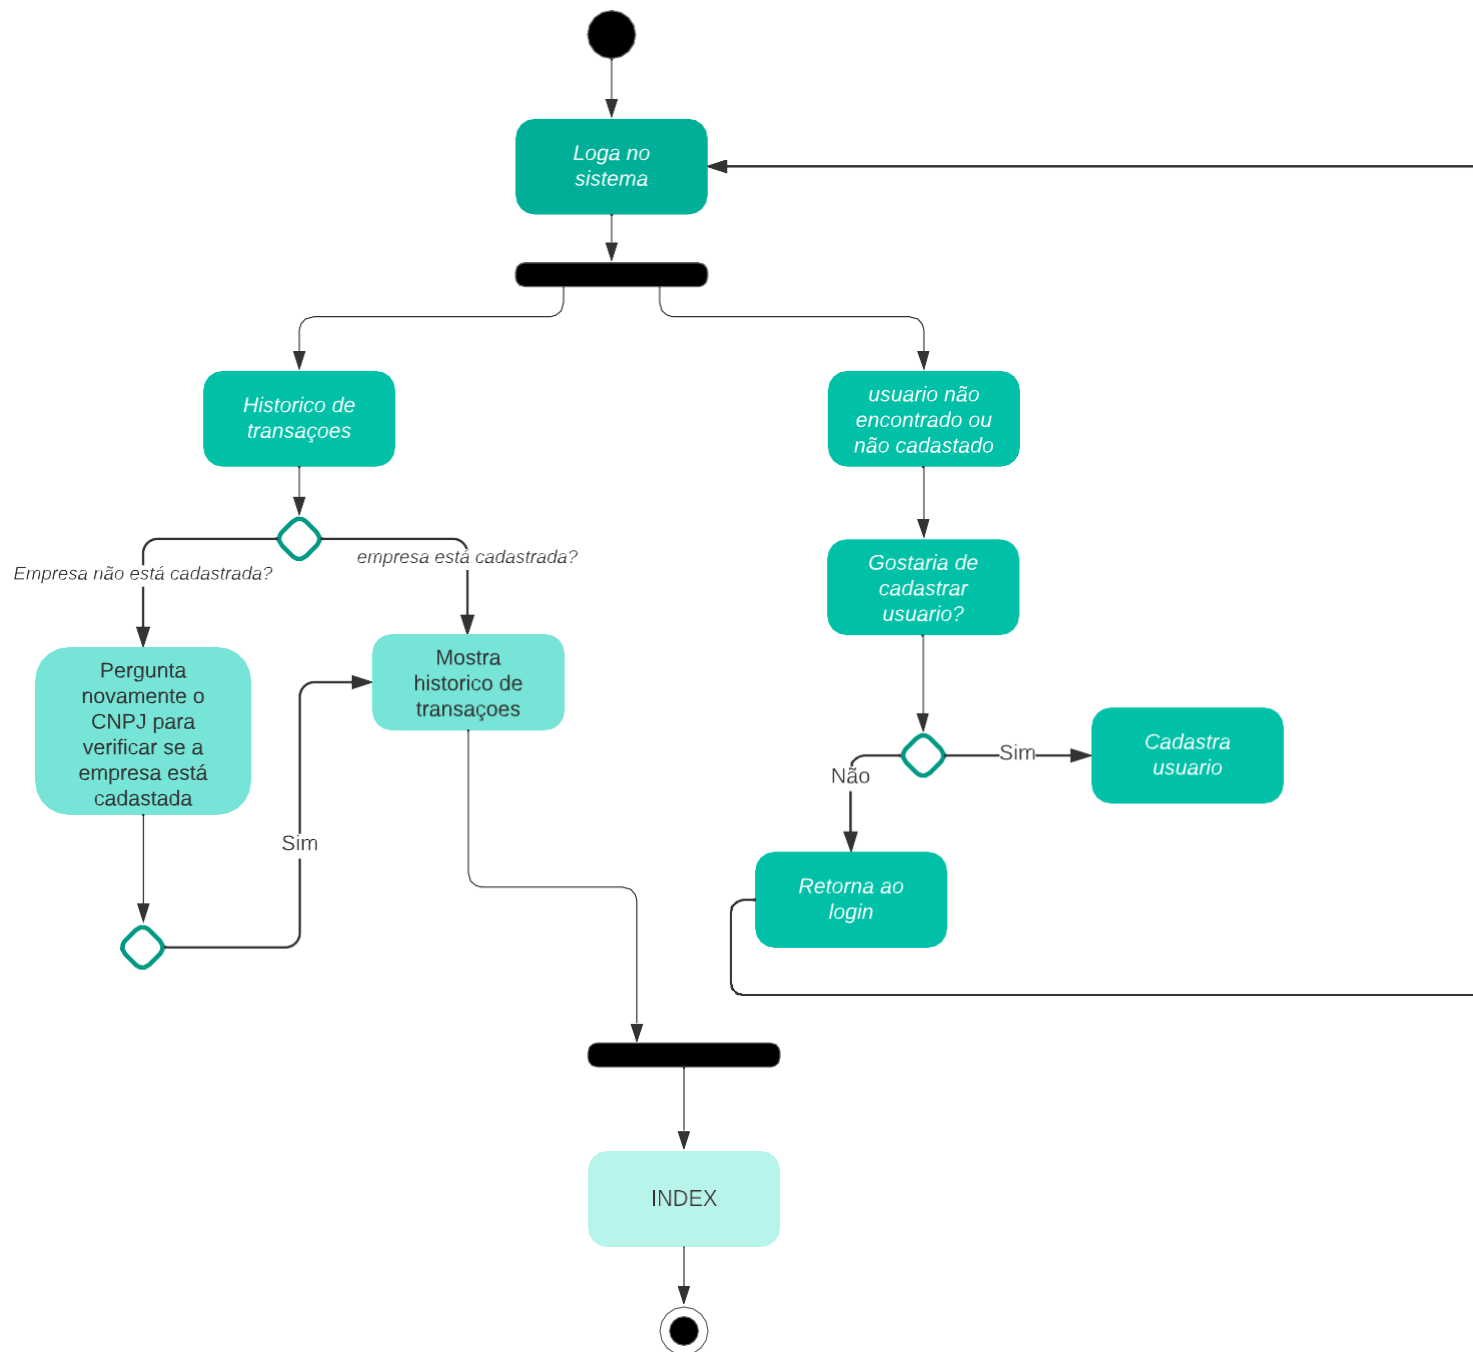 Loga no
sistema
Historico de
transaçoes
usuario não
encontrado ou
não cadastado
empresa está cadastrada?
Empresa não está cadastrada?
Gostaria de
cadastrar
usuario?
Pergunta
novamente o
CNPJ para
verificar se a
empresa está
cadastada
Mostra
historico de
transaçoes
Não
Sim
Cadastra
usuario
Sim
Retorna ao
login
INDEX